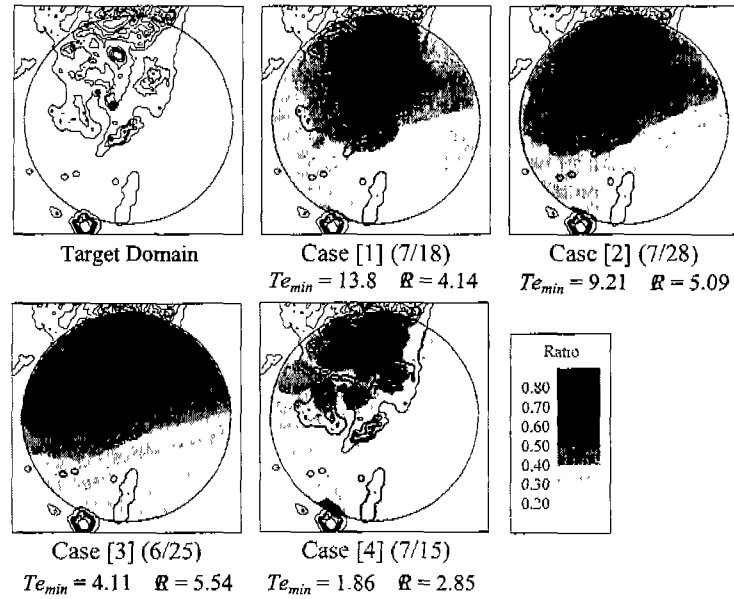 Target Domain
Case [1] (7/18)
Te_min = 13.8 R = 4.14
Case [2] (7/28)
Te_min = 9.21 R = 5.09
Case [3] (6/25)
Te_min = 4.11 R = 5.54
Case [4] (7/15)
Te_min = 1.86 R = 2.85
Ratio
0.80
0.70
0.60
0.50
0.40
0.30
0.20